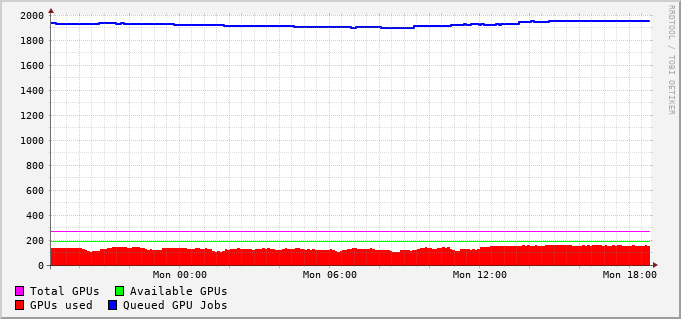 2000
1800
1600
1400
1200
1000
800
600
400
200
0
Mon 00:00 Mon 06:00 Mon 12:00 Mon 18:00
Total GPUs Available GPUs
GPUs used Queued GPU Jobs
RRDTOOL / TOBI OETIKER